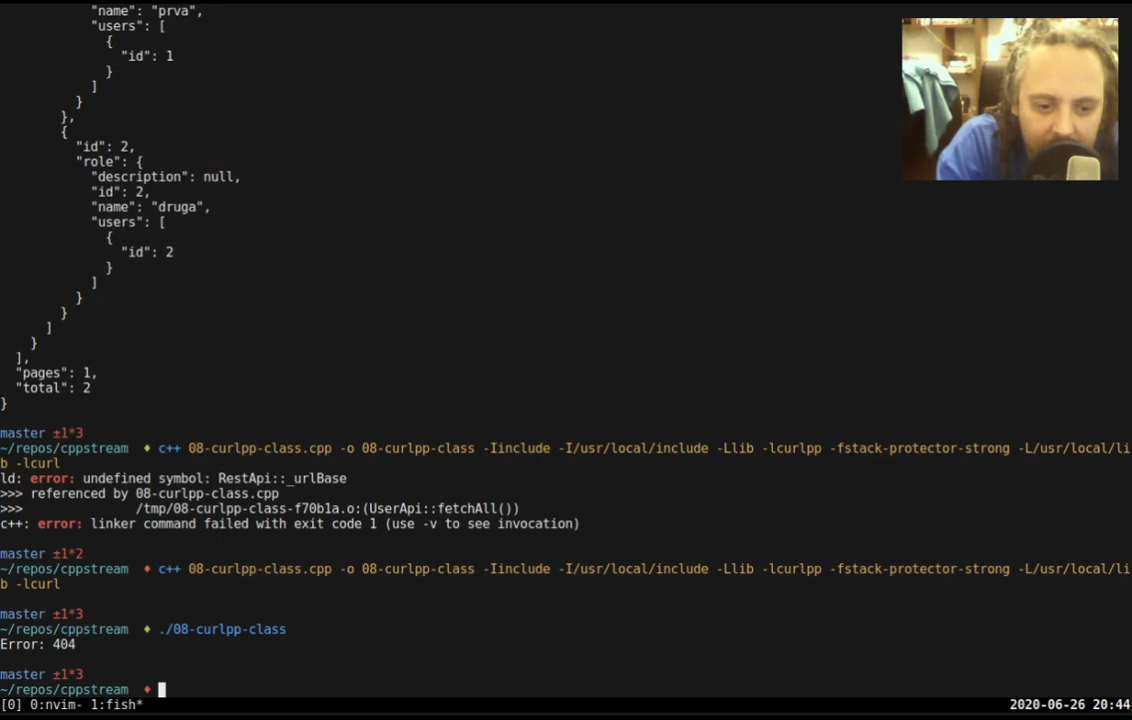 "name": "prva",
"users": [
{
"id": 1
}
]
}
},
{
"id": 2,
"role": {
"description": null,
"id": 2,
"name": "druga",
"users": [
{
"id": 2
}
]
}
}
]
}
],
"pages": 1,
"total": 2
}
master ±1*3
~/repos/cppstream ♦ c++ 08-curlpp-class.cpp -o 08-curlpp-class -Iinclude -I/usr/local/include -Llib -lcurlpp -fstack-protector-strong -L/usr/local/li
b -lcurl
ld: error: undefined symbol: RestApi::_urlBase
>>> referenced by 08-curlpp-class.cpp
>>> /tmp/08-curlpp-class-f70b1a.o:(UserApi::fetchAll())
c++: error: linker command failed with exit code 1 (use -v to see invocation)
master ±1*2
~/repos/cppstream ♦ c++ 08-curlpp-class.cpp -o 08-curlpp-class -Iinclude -I/usr/local/include -Llib -lcurlpp -fstack-protector-strong -L/usr/local/li
b -lcurl
master ±1*3
~/repos/cppstream ♦ ./08-curlpp-class
Error: 404
master ±1*3
~/repos/cppstream ♦
[0] 0:nvim- 1:fish* 2020-06-26 20:44